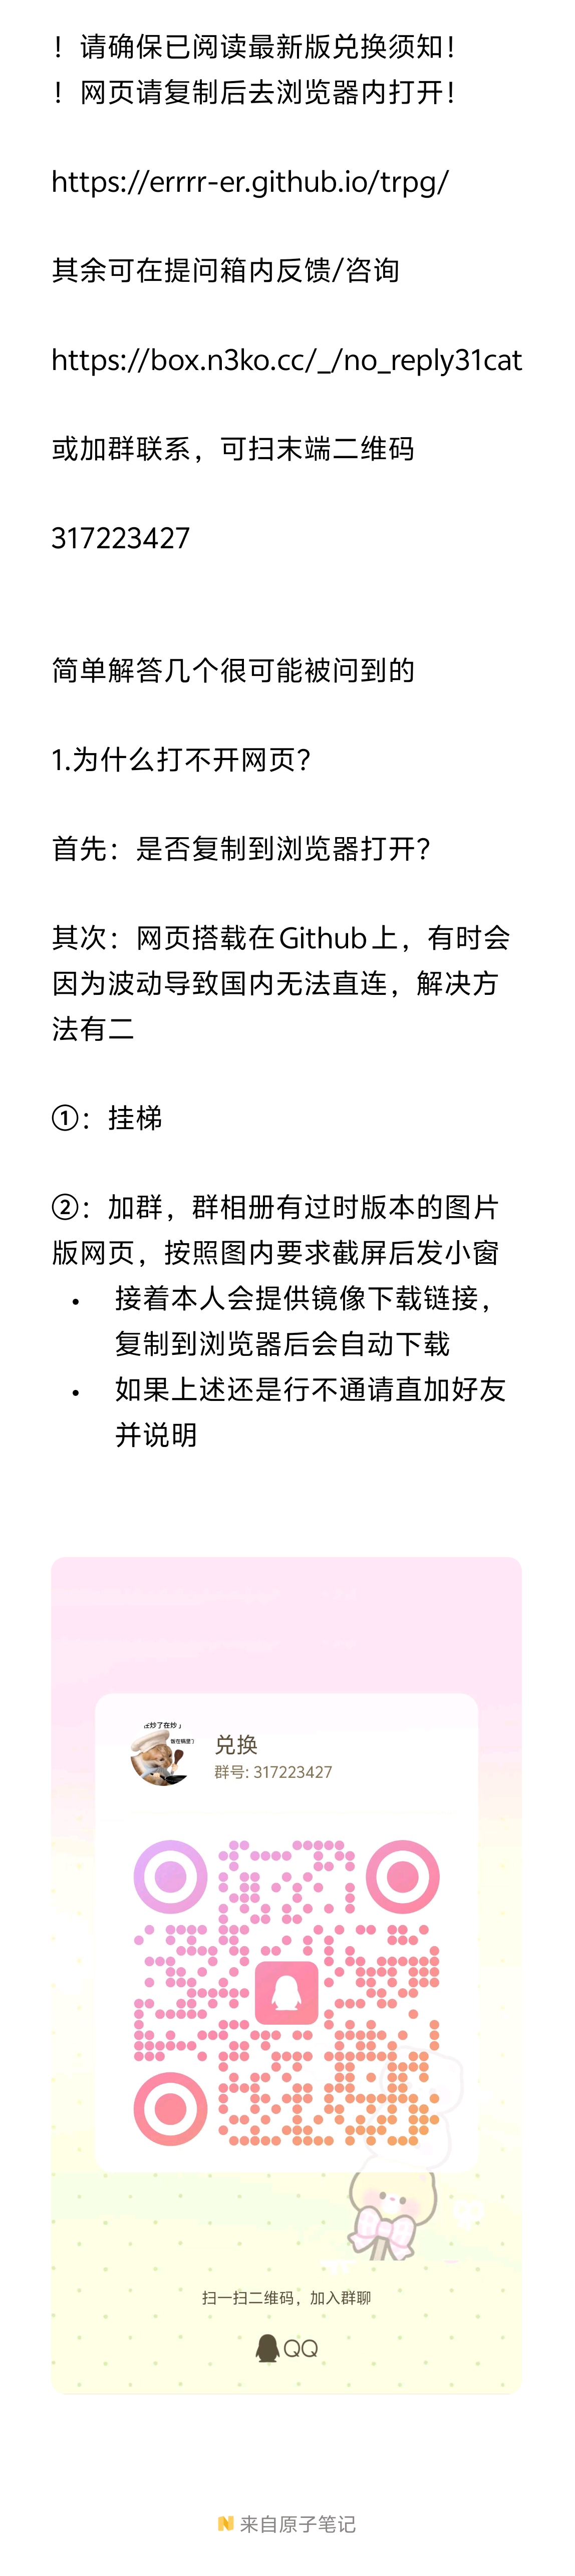 ！请确保已阅读最新版兑换须知！
！网页请复制后去浏览器内打开！
https://errrr-er.github.io/trpg/
其余可在提问箱内反馈/咨询
https://box.n3ko.cc/_/no_reply31cat
或加群联系，可扫末端二维码
317223427
简单解答几个很可能被问到的
1.为什么打不开网页？
首先：是否复制到浏览器打开？
其次：网页搭载在Github上，有时会
因为波动导致国内无法直连，解决方
法有二
①：挂梯
②：加群，群相册有过时版本的图片
版网页，按照图内要求截屏后发小窗
• 接着本人会提供镜像下载链接，
复制到浏览器后会自动下载
• 如果上述还是行不通请直加好友
并说明
在炒了在炒」
兑换
群号: 317223427
扫一扫二维码，加入群聊
QQ
来自原子笔记